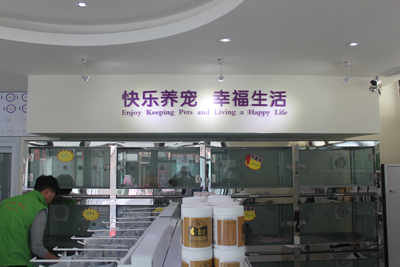 快乐养宠 幸福生活
Enjoy Keeping Pets and Living a Happy Life